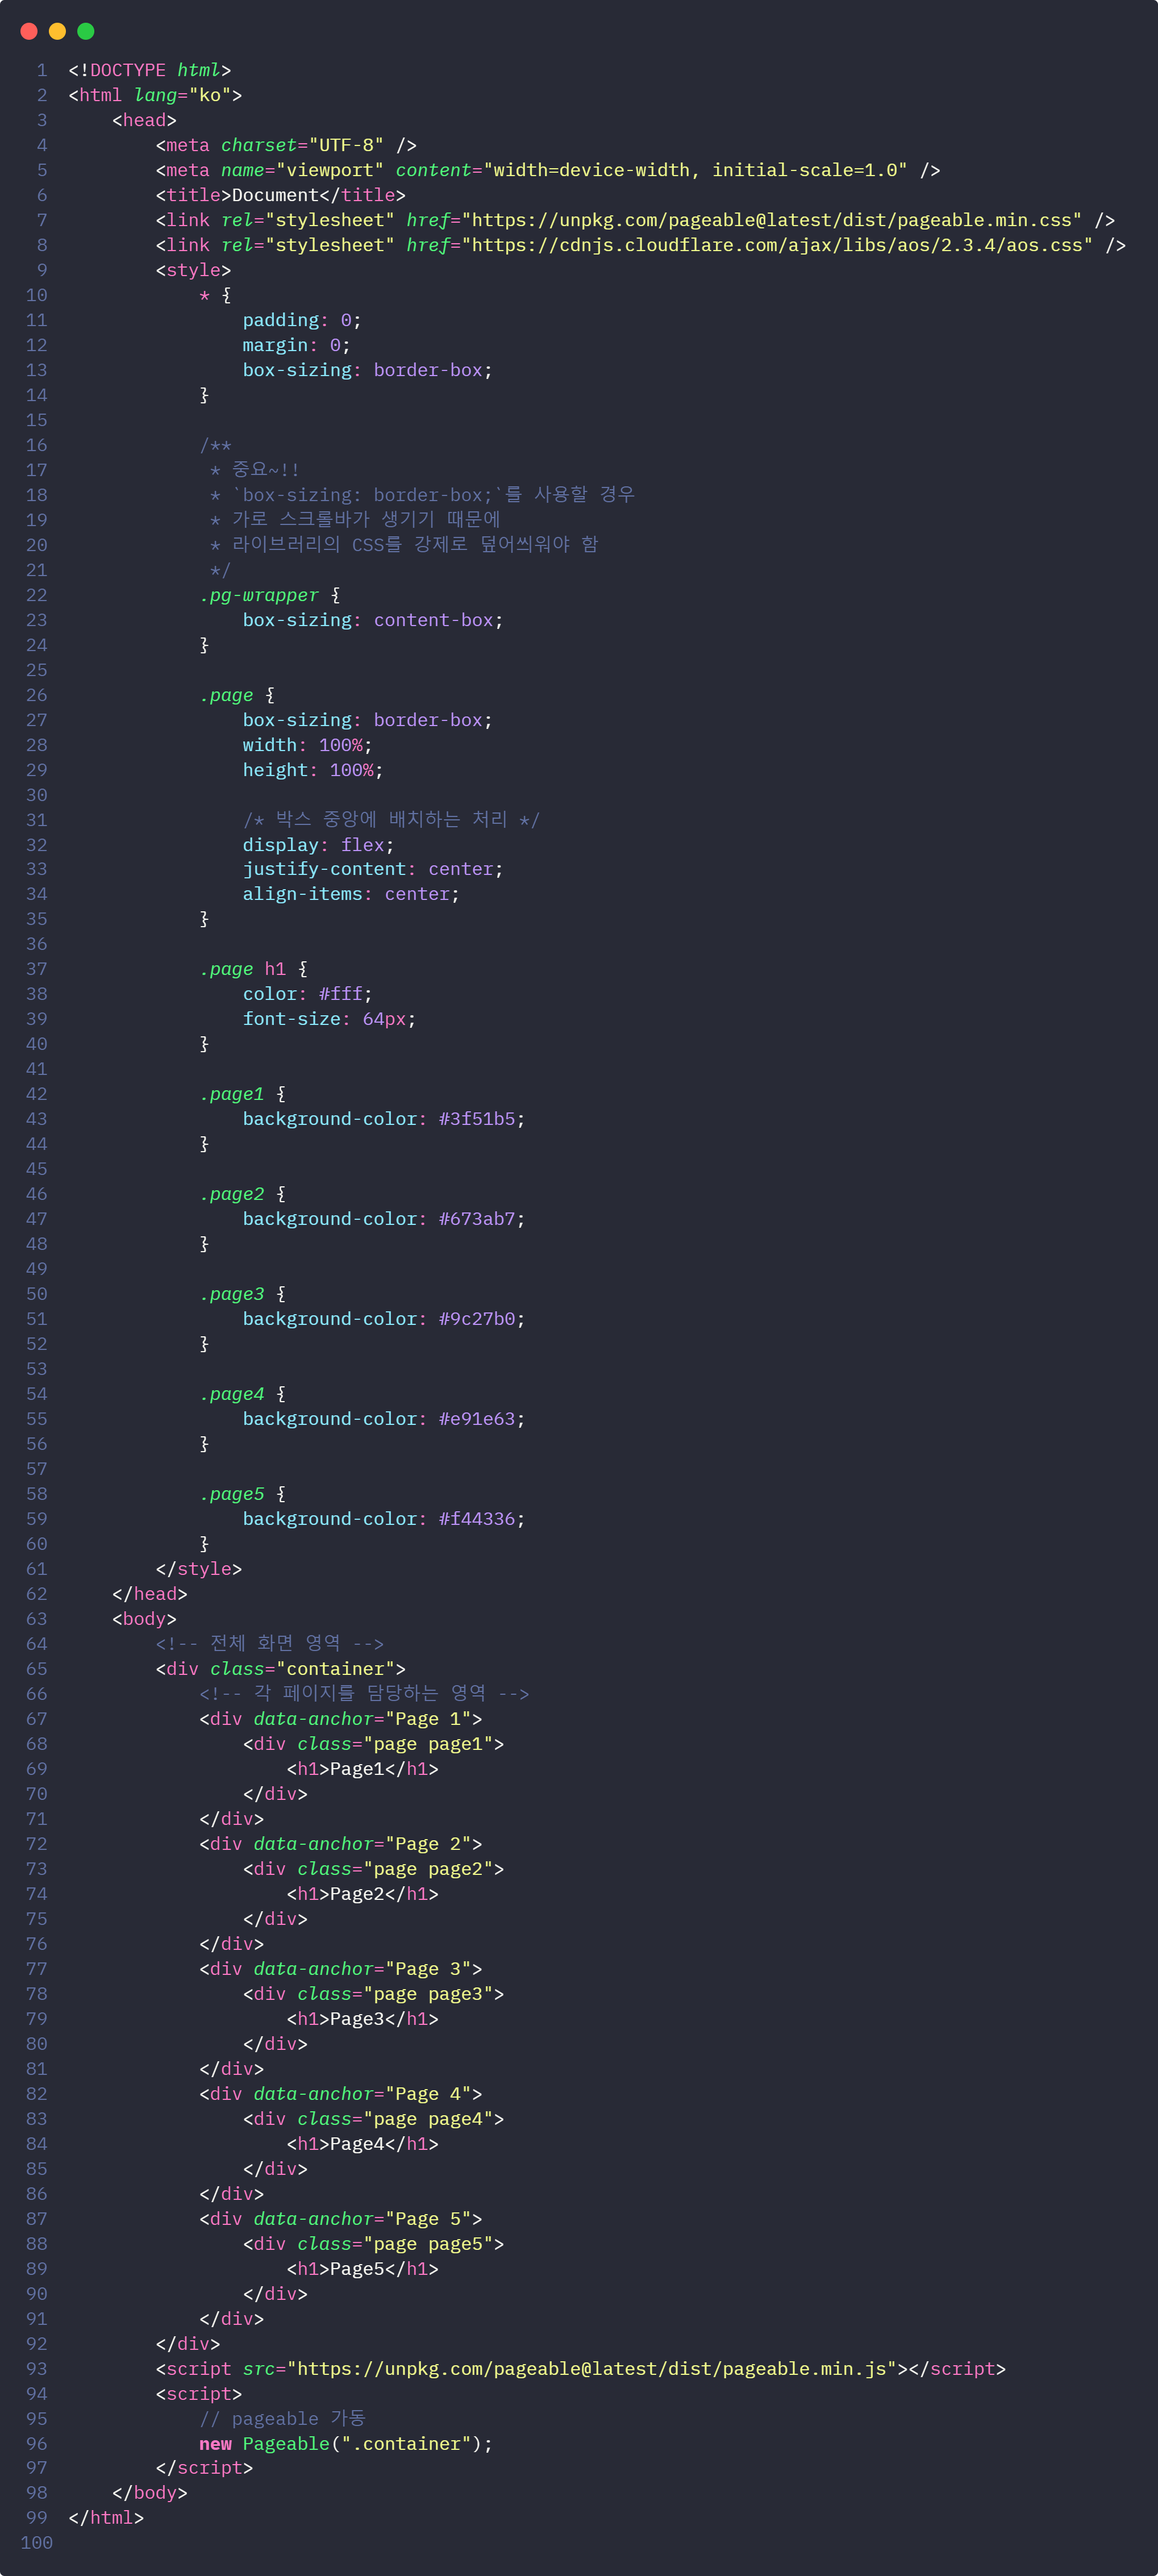 1 <!DOCTYPE html>
2 <html lang="ko">
3     <head>
4         <meta charset="UTF-8" />
5         <meta name="viewport" content="width=device-width, initial-scale=1.0" />
6         <title>Document</title>
7         <link rel="stylesheet" href="https://unpkg.com/pageable@latest/dist/pageable.min.css" />
8         <link rel="stylesheet" href="https://cdnjs.cloudflare.com/ajax/libs/aos/2.3.4/aos.css" />
9         <style>
10             * {
11                 padding: 0;
12                 margin: 0;
13                 box-sizing: border-box;
14             }
15
16             /**
17              * 중요~!!
18              * `box-sizing: border-box;`를 사용할 경우
19              * 가로 스크롤바가 생기기 때문에
20              * 라이브러리의 CSS를 강제로 덮어씌워야 함
21              */
22             .pg-wrapper {
23                 box-sizing: content-box;
24             }
25
26             .page {
27                 box-sizing: border-box;
28                 width: 100%;
29                 height: 100%;
30
31                 /* 박스 중앙에 배치하는 처리 */
32                 display: flex;
33                 justify-content: center;
34                 align-items: center;
35             }
36
37             .page h1 {
38                 color: #fff;
39                 font-size: 64px;
40             }
41
42             .page1 {
43                 background-color: #3f51b5;
44             }
45
46             .page2 {
47                 background-color: #673ab7;
48             }
49
50             .page3 {
51                 background-color: #9c27b0;
52             }
53
54             .page4 {
55                 background-color: #e91e63;
56             }
57
58             .page5 {
59                 background-color: #f44336;
60             }
61         </style>
62     </head>
63     <body>
64         <!-- 전체 화면 영역 -->
65         <div class="container">
66             <!-- 각 페이지를 담당하는 영역 -->
67             <div data-anchor="Page 1">
68                 <div class="page page1">
69                     <h1>Page1</h1>
70                 </div>
71             </div>
72             <div data-anchor="Page 2">
73                 <div class="page page2">
74                     <h1>Page2</h1>
75                 </div>
76             </div>
77             <div data-anchor="Page 3">
78                 <div class="page page3">
79                     <h1>Page3</h1>
80                 </div>
81             </div>
82             <div data-anchor="Page 4">
83                 <div class="page page4">
84                     <h1>Page4</h1>
85                 </div>
86             </div>
87             <div data-anchor="Page 5">
88                 <div class="page page5">
89                     <h1>Page5</h1>
90                 </div>
91             </div>
92         </div>
93         <script src="https://unpkg.com/pageable@latest/dist/pageable.min.js"></script>
94         <script>
95             // pageable 가동
96             new Pageable(".container");
97         </script>
98     </body>
99 </html>
100